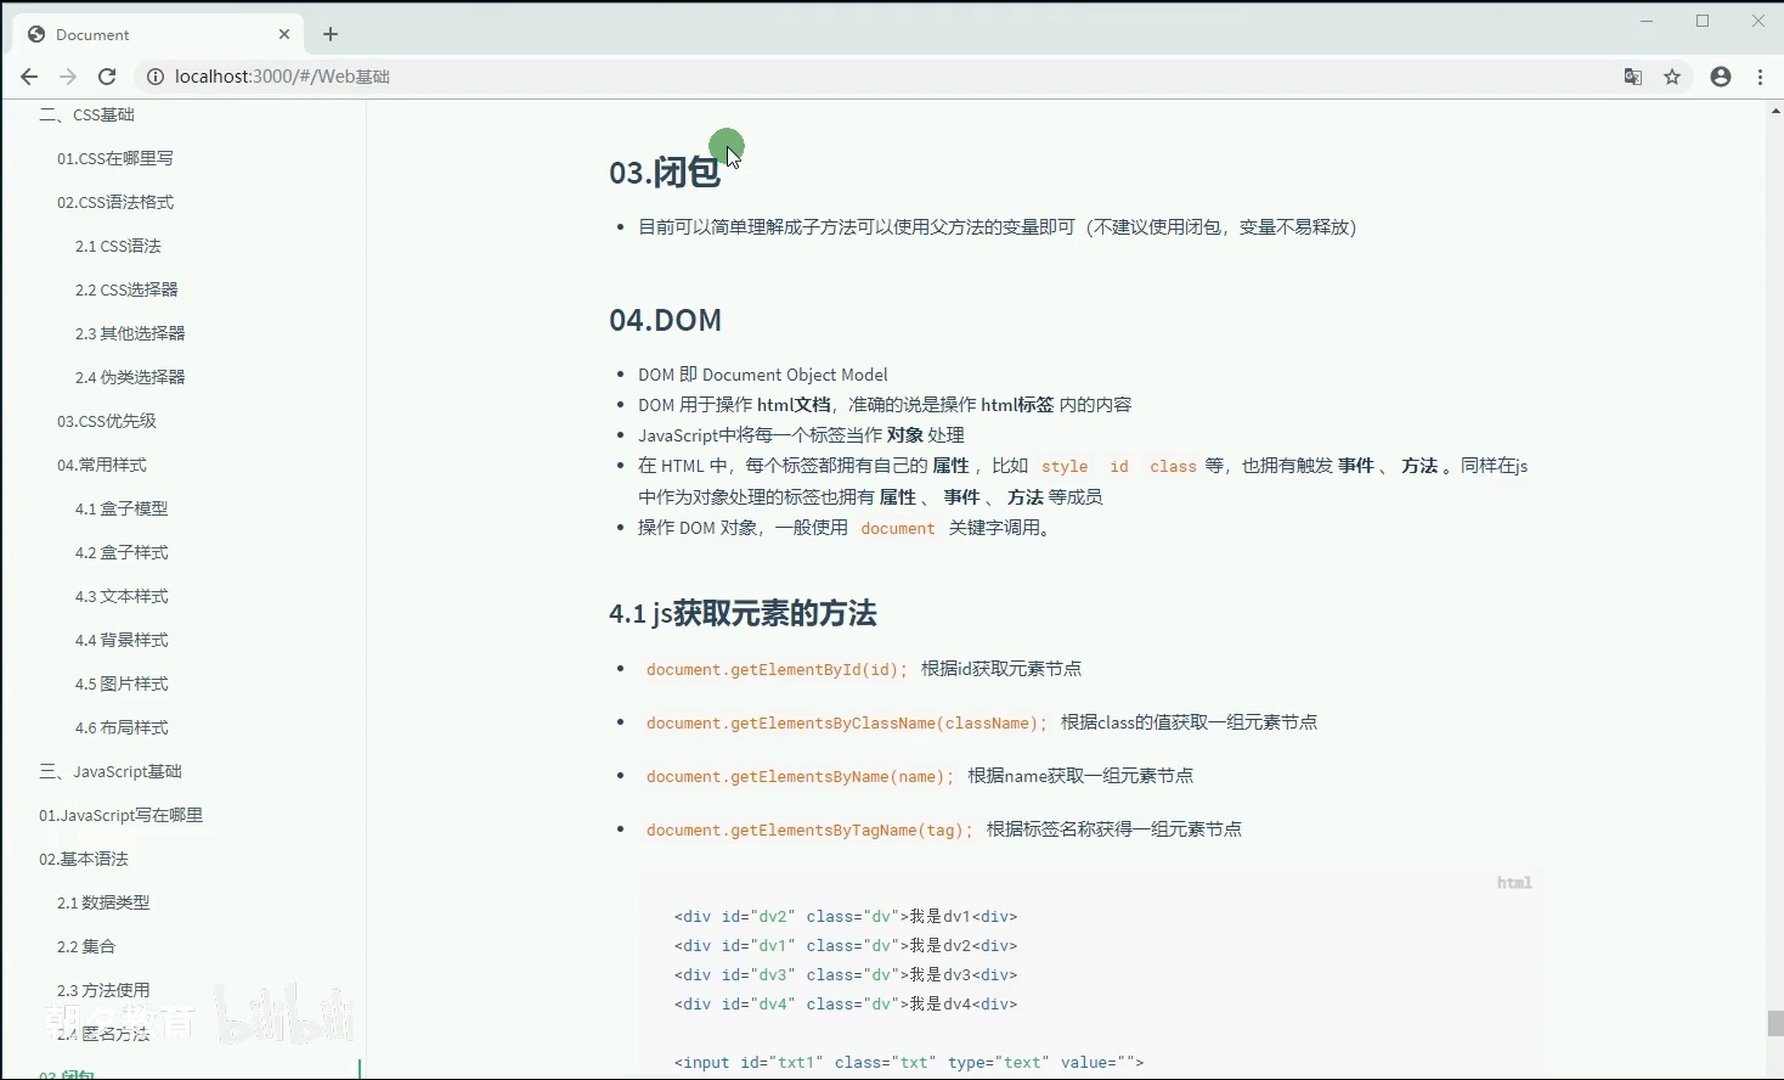 Document
localhost:3000/#/Web基础
二、CSS基础
01.CSS在哪里写
02.CSS语法格式
2.1 CSS语法
2.2 CSS选择器
2.3 其他选择器
2.4 伪类选择器
03.CSS优先级
04.常用样式
4.1 盒子模型
4.2 盒子样式
4.3 文本样式
4.4 背景样式
4.5 图片样式
4.6 布局样式
三、JavaScript基础
01.JavaScript写在哪里
02.基本语法
2.1 数据类型
2.2 集合
2.3 方法使用
2.4 匿名方法
03.闭包
朝夕教育 bilibili
03.闭包
目前可以简单理解成子方法可以使用父方法的变量即可（不建议使用闭包，变量不易释放）
04.DOM
DOM 即 Document Object Model
DOM 用于操作 html文档，准确的说是操作 html标签 内的内容
JavaScript中将每一个标签当作 对象 处理
在 HTML 中，每个标签都拥有自己的 属性 ，比如 style id class 等，也拥有触发 事件 、 方法 。同样在js
中作为对象处理的标签也拥有 属性 、 事件 、 方法 等成员
操作 DOM 对象，一般使用 document 关键字调用。
4.1 js获取元素的方法
document.getElementById(id); 根据id获取元素节点
document.getElementsByClassName(className); 根据class的值获取一组元素节点
document.getElementsByName(name); 根据name获取一组元素节点
document.getElementsByTagName(tag); 根据标签名称获得一组元素节点
html
<div id="dv2" class="dv">我是dv1<div>
<div id="dv1" class="dv">我是dv2<div>
<div id="dv3" class="dv">我是dv3<div>
<div id="dv4" class="dv">我是dv4<div>
<input id="txt1" class="txt" type="text" value="">